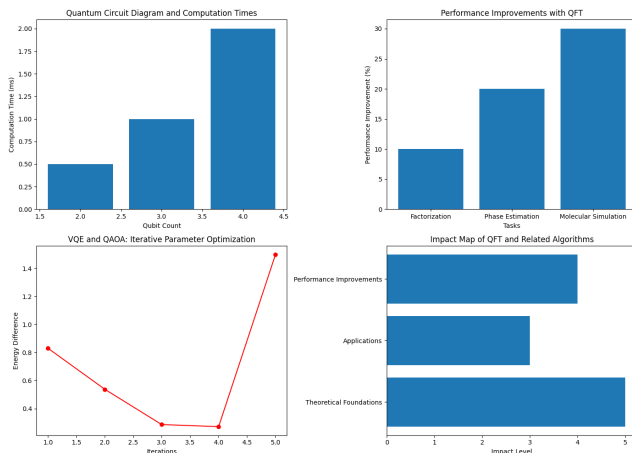 Quantum Circuit Diagram and Computation Times
2.00
1.75
1.50
1.25
1.00
0.75
0.50
0.25
0.00
Computation Time (ms)
1.5 2.0 2.5 3.0 3.5 4.0 4.5
Qubit Count
Performance Improvements with QFT
30
25
20
15
10
5
0
Performance Improvement (%)
Factorization Phase Estimation Molecular Simulation
Tasks
VQE and QAOA: Iterative Parameter Optimization
1.4
1.2
1.0
0.8
0.6
0.4
Energy Difference
1.0 1.5 2.0 2.5 3.0 3.5 4.0 4.5 5.0
Iterations
Impact Map of QFT and Related Algorithms
Performance Improvements
Applications
Theoretical Foundations
0 1 2 3 4 5
Impact Level